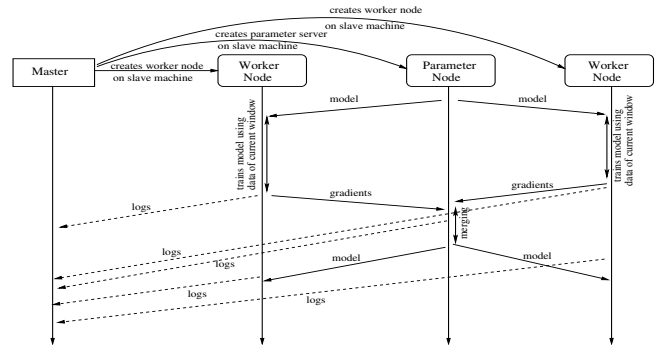 creates worker node
on slave machine
creates parameter server
on slave machine
Master
creates worker node
on slave machine
Worker
Node
Parameter
Node
Worker
Node
model
model
trains model using
data of current window
trains model using
data of current window
gradients
gradients
logs
merging
logs
logs
model
model
logs
logs